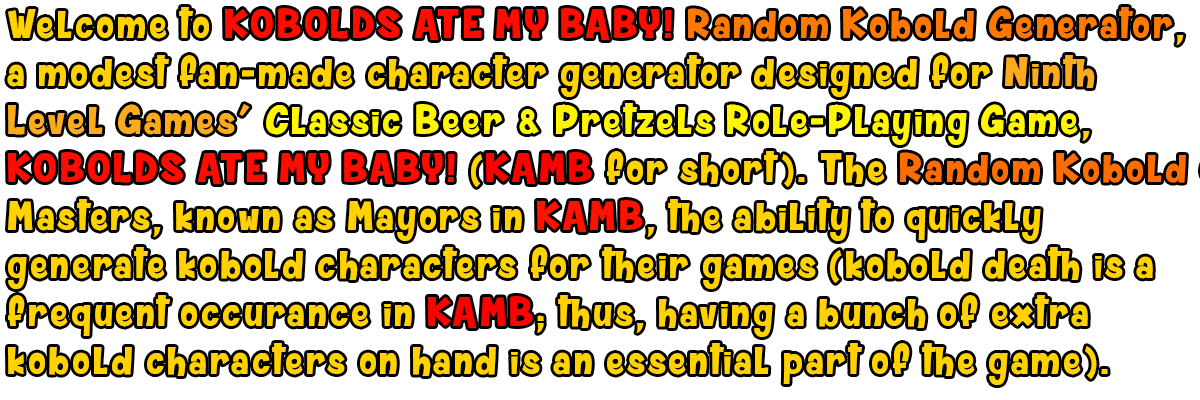 Welcome to KOBOLDS ATE MY BABY! Random Kobold Generator,
a modest fan-made character generator designed for Ninth
Level Games' Classic Beer & Pretzels Role-Playing Game,
KOBOLDS ATE MY BABY! (KAMB for short). The Random Kobold
Masters, known as Mayors in KAMB, the ability to quickly
generate kobold characters for their games (kobold death is a
frequent occurance in KAMB; thus, having a bunch of extra
kobold characters on hand is an essential part of the game).